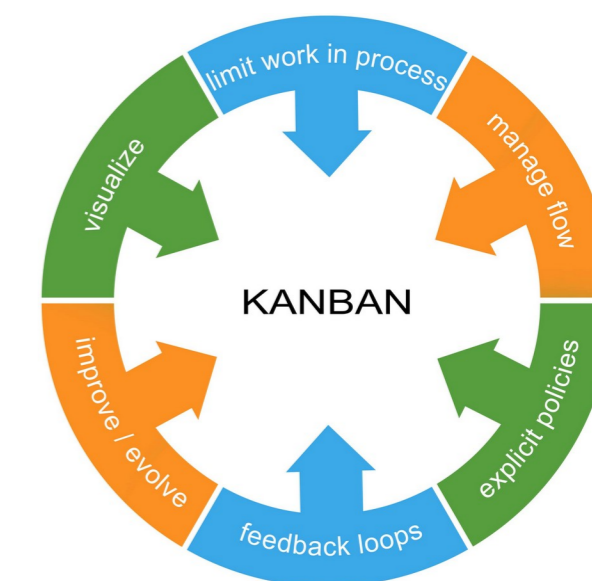 limit work in process
manage flow
visualize
KANBAN
improve / evolve
explicit policies
feedback loops